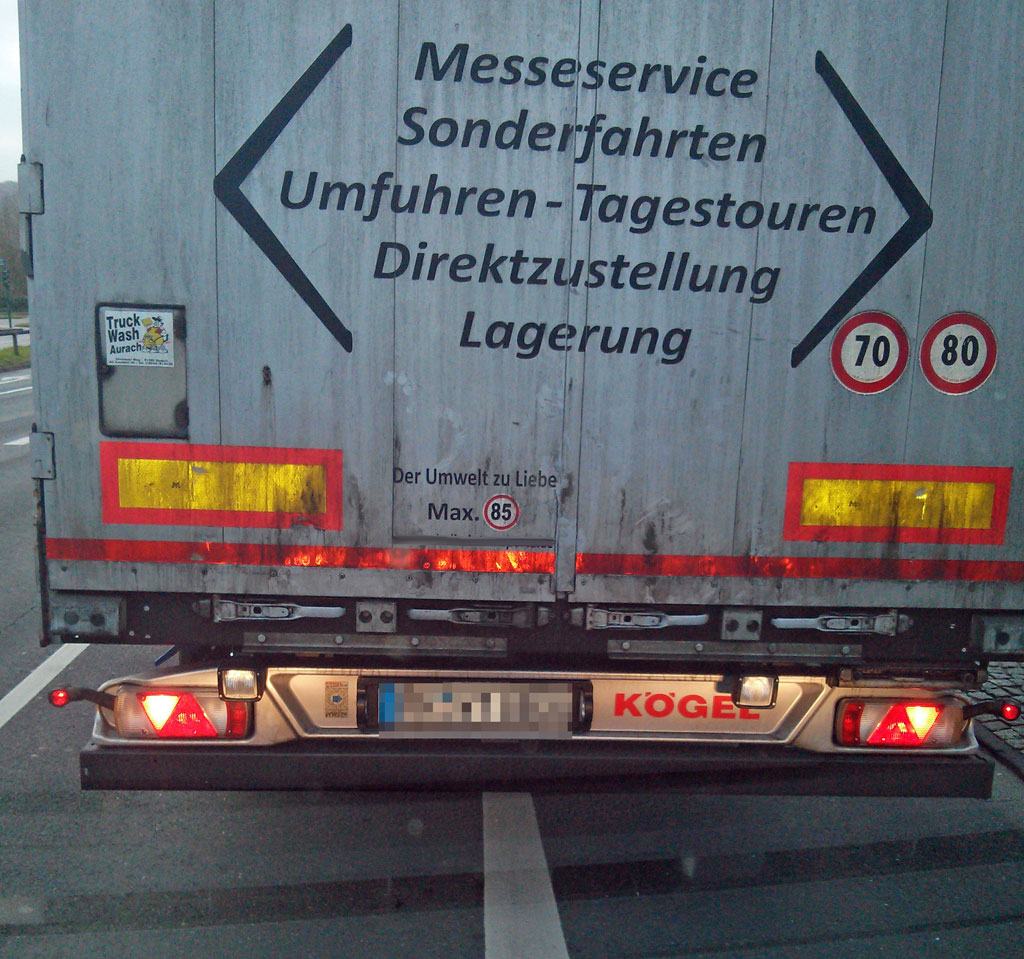 Messeservice
Sonderfahrten
Umfuhren - Tagestouren
Direktzustellung
Lagerung
Truck
Wash
Aurach
70
80
Der Umwelt zu Liebe
Max. 85
KÖGEL